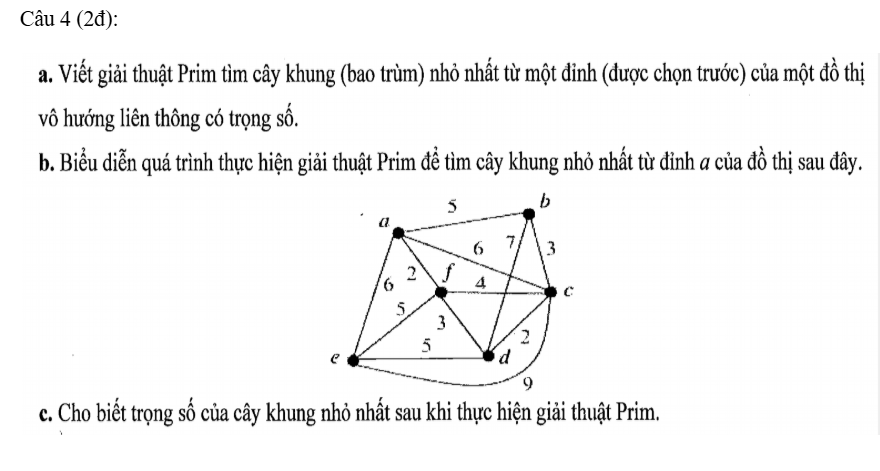 Câu 4 (2đ):
a. Viết giải thuật Prim tìm cây khung (bao trùm) nhỏ nhất từ một đỉnh (được chọn trước) của một đồ thị
vô hướng liên thông có trọng số.
b. Biểu diễn quá trình thực hiện giải thuật Prim để tìm cây khung nhỏ nhất từ đỉnh a của đồ thị sau đây.
5 b
a
6 7 3
6 2 f 4 c
5
3
5 2
e d
9
c. Cho biết trọng số của cây khung nhỏ nhất sau khi thực hiện giải thuật Prim.